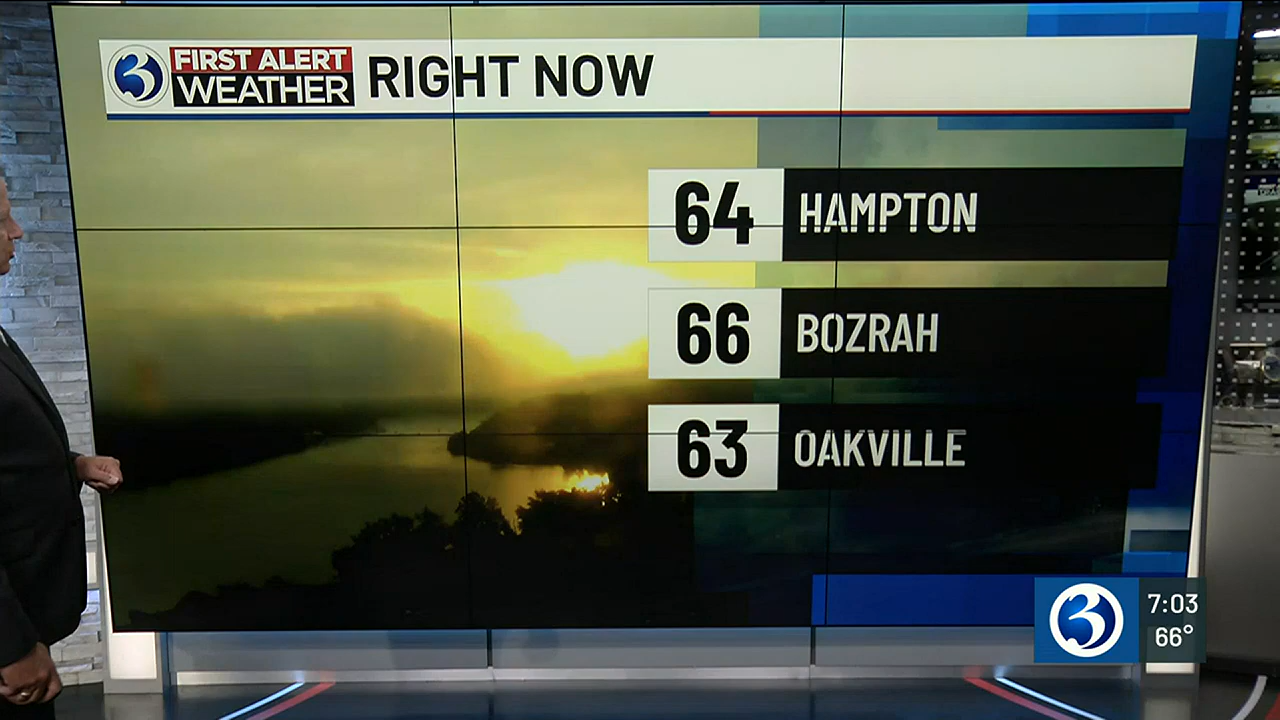 3 FIRST ALERT
WEATHER
RIGHT NOW
64 HAMPTON
66 BOZRAH
63 OAKVILLE
3 7:03
66°